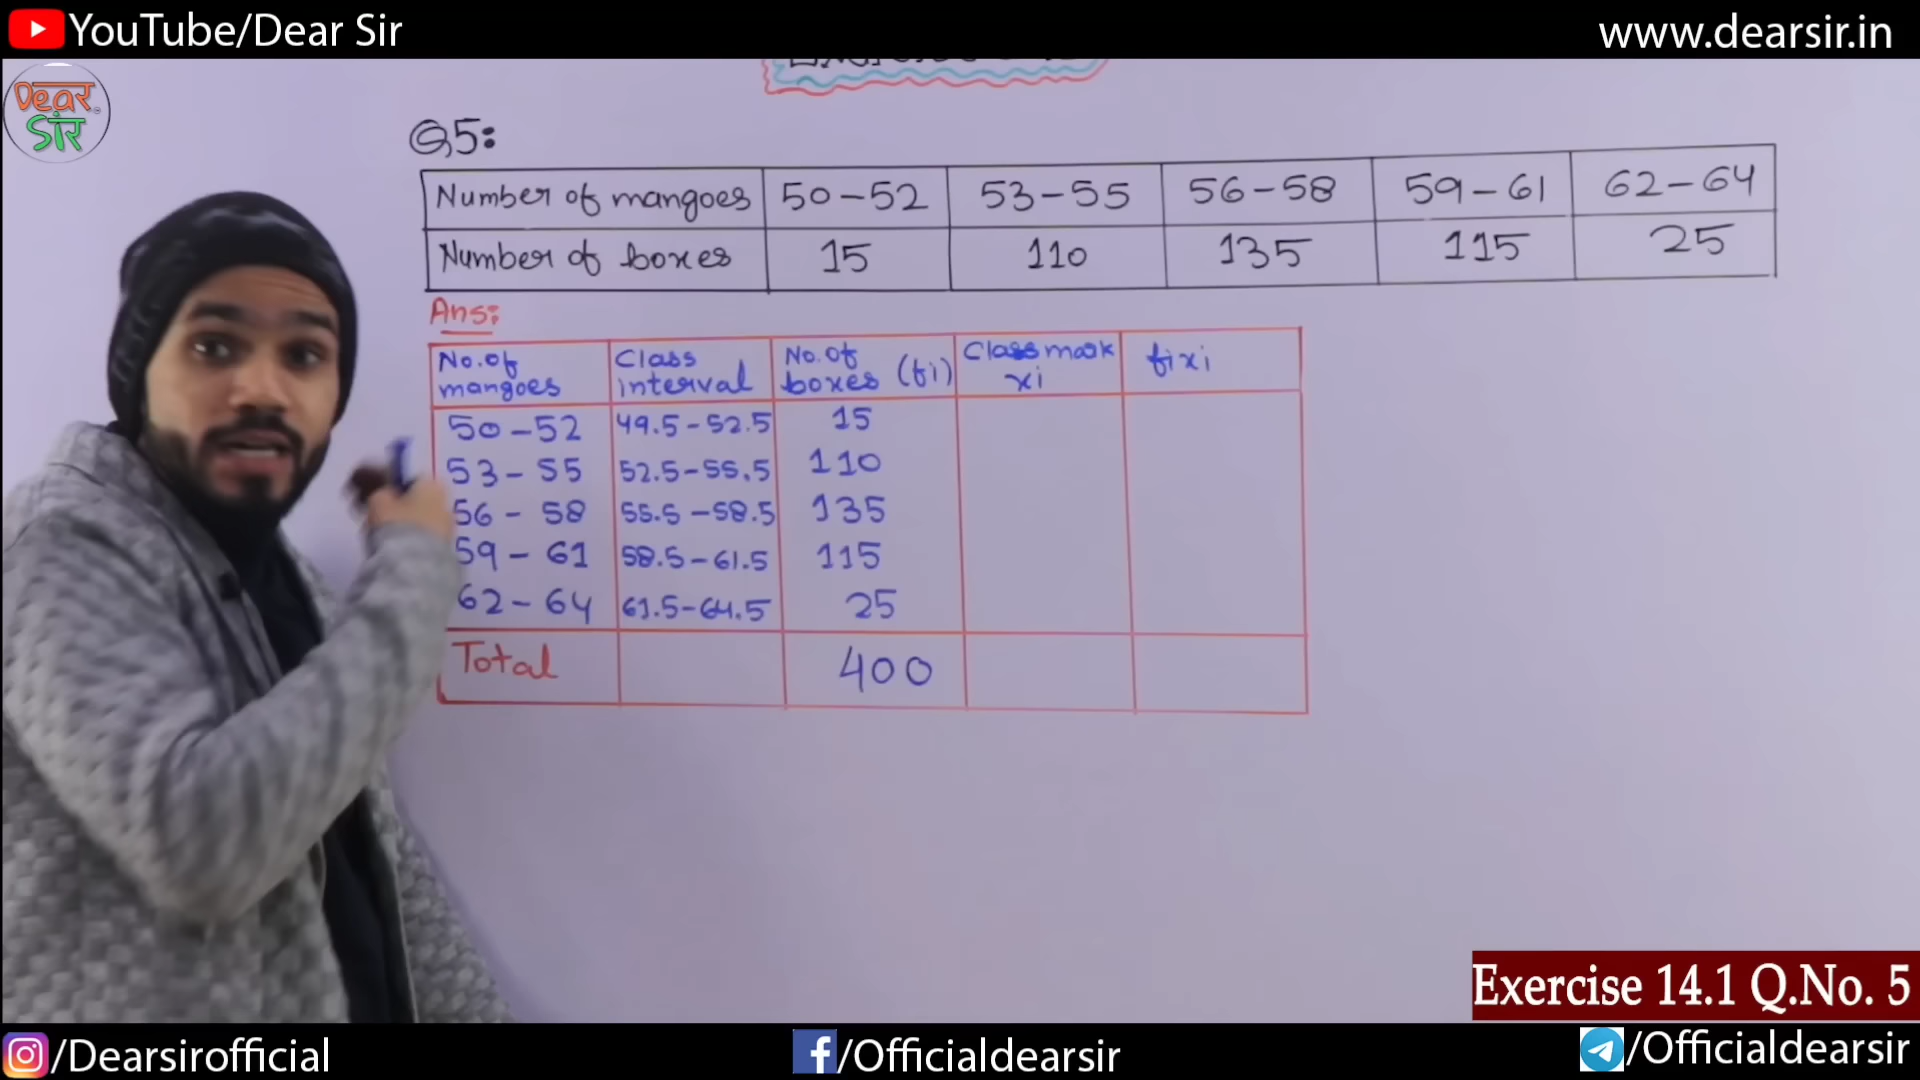 YouTube/Dear Sir
www.dearsir.in
Dear
Sir
Q5:
Number of mangoes 50-52 53-55 56-58 59-61 62-64
Number of boxes 15 110 135 115 25
Ans:
No. of mangoes Class interval No. of boxes (fi) Class mark xi fixi
50-52 49.5-52.5 15
53-55 52.5-55.5 110
56-58 55.5-58.5 135
59-61 58.5-61.5 115
62-64 61.5-64.5 25
Total 400
Exercise 14.1 Q.No. 5
/Dearsirofficial
/Officialdearsir
/Officialdearsir